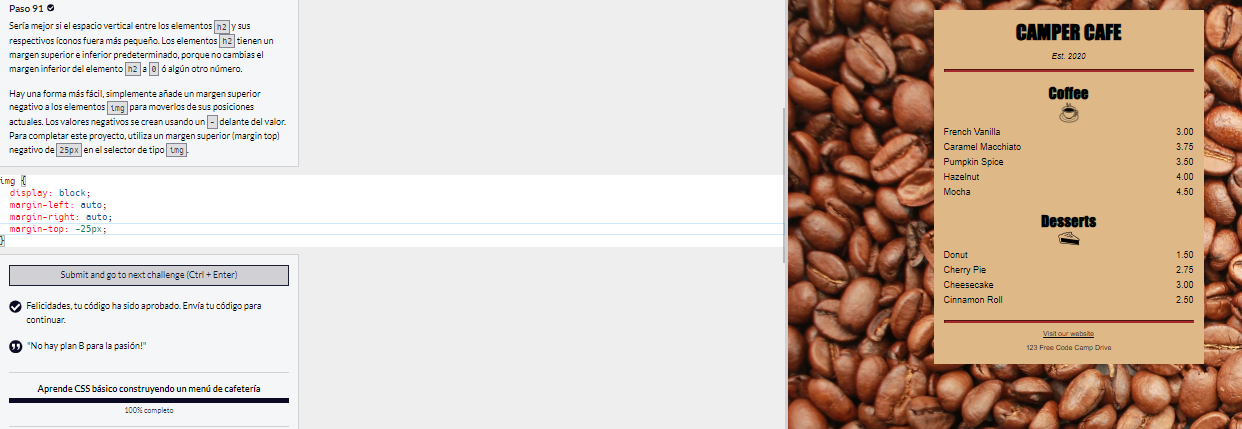 Paso 91
Sería mejor si el espacio vertical entre los elementos h2 y sus
respectivos íconos fuera más pequeño. Los elementos h2 tienen un
margen superior e inferior predeterminado, porque no cambias el
margen inferior del elemento h2 a 0 ó algún otro número.
Hay una forma más fácil, simplemente añade un margen superior
negativo a los elementos img para moverlos de sus posiciones
actuales. Los valores negativos se crean usando un - delante del valor.
Para completar este proyecto, utiliza un margen superior (margin top)
negativo de 25px en el selector de tipo img.
img {
display: block;
margin-left: auto;
margin-right: auto;
margin-top: -25px;
}
Submit and go to next challenge (Ctrl + Enter)
Felicidades, tu código ha sido aprobado. Envía tu código para
continuar.
"No hay plan B para la pasión!"
Aprende CSS básico construyendo un menú de cafetería
100% completo
CAMPER CAFE
Est. 2020
Coffee
French Vanilla 3.00
Caramel Macchiato 3.75
Pumpkin Spice 3.50
Hazelnut 4.00
Mocha 4.50
Desserts
Donut 1.50
Cherry Pie 2.75
Cheesecake 3.00
Cinnamon Roll 2.50
Visit our website
123 Free Code Camp Drive